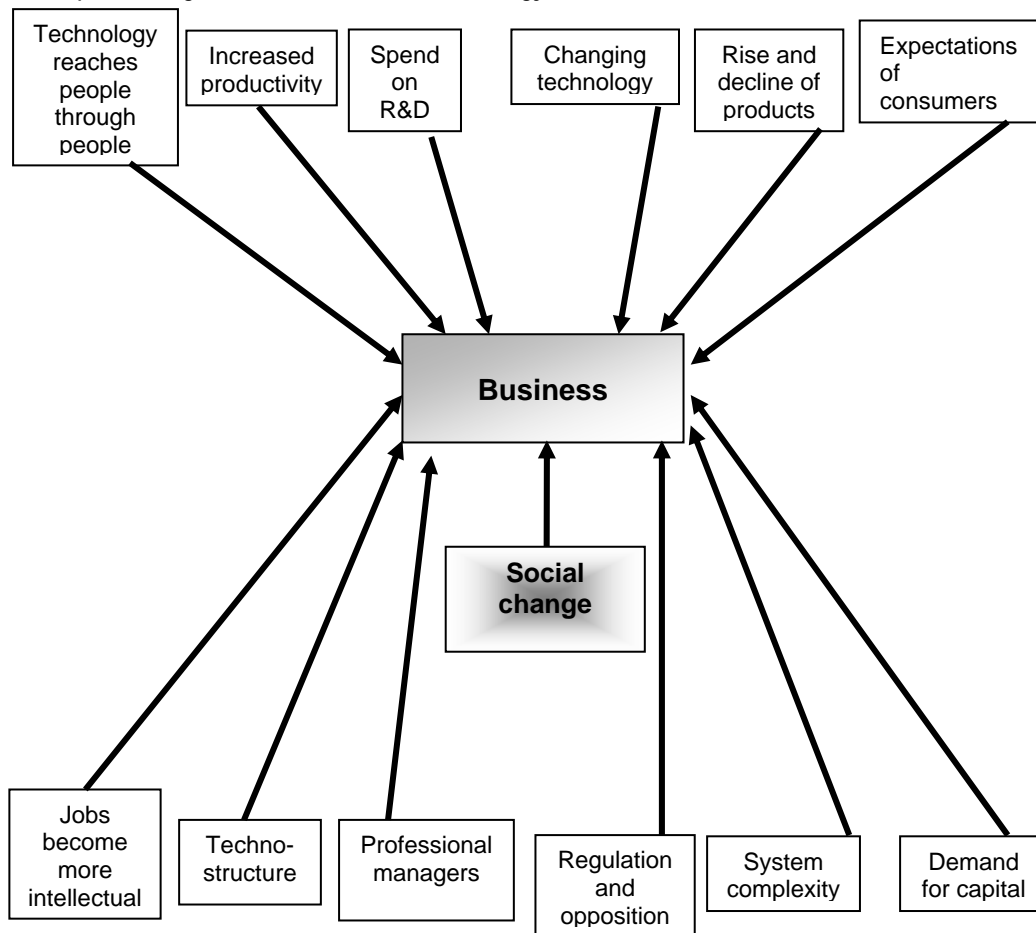 Technology
reaches
people
through
people
Increased
productivity
Spend
on
R&D
Changing
technology
Rise and
decline of
products
Expectations
of
consumers
Business
Social
change
Jobs
become
more
intellectual
Techno-
structure
Professional
managers
Regulation
and
opposition
System
complexity
Demand
for capital